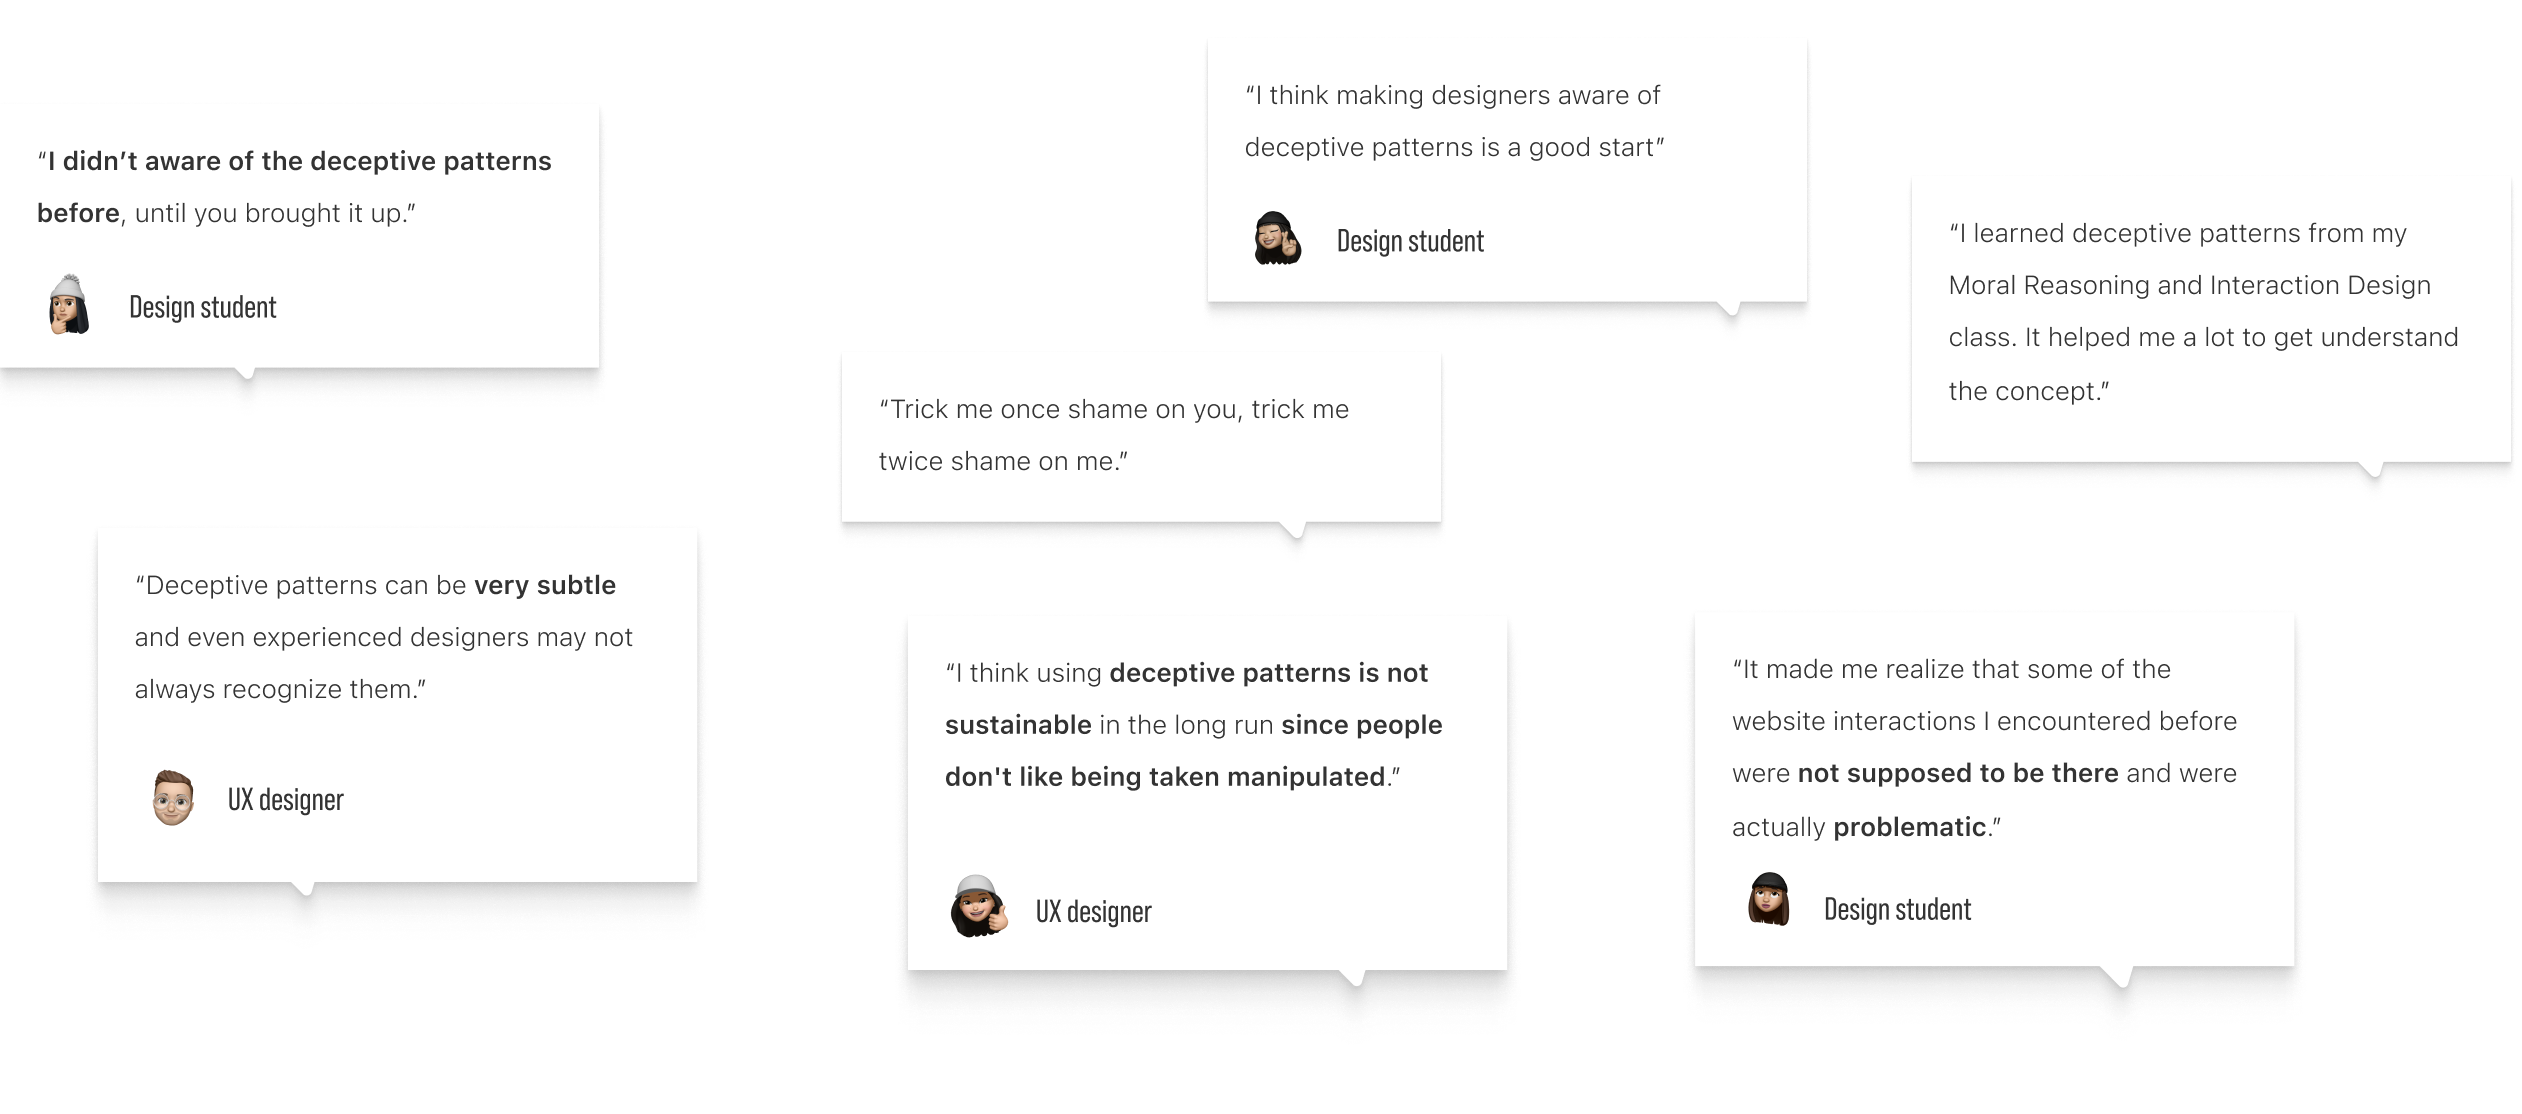 “I didn’t aware of the deceptive patterns
before, until you brought it up.”
Design student
“I think making designers aware of
deceptive patterns is a good start”
Design student
“I learned deceptive patterns from my
Moral Reasoning and Interaction Design
class. It helped me a lot to get understand
the concept.”
“Trick me once shame on you, trick me
twice shame on me.”
“Deceptive patterns can be very subtle
and even experienced designers may not
always recognize them.”
UX designer
“I think using deceptive patterns is not
sustainable in the long run since people
don't like being taken manipulated.”
UX designer
“It made me realize that some of the
website interactions I encountered before
were not supposed to be there and were
actually problematic.”
Design student